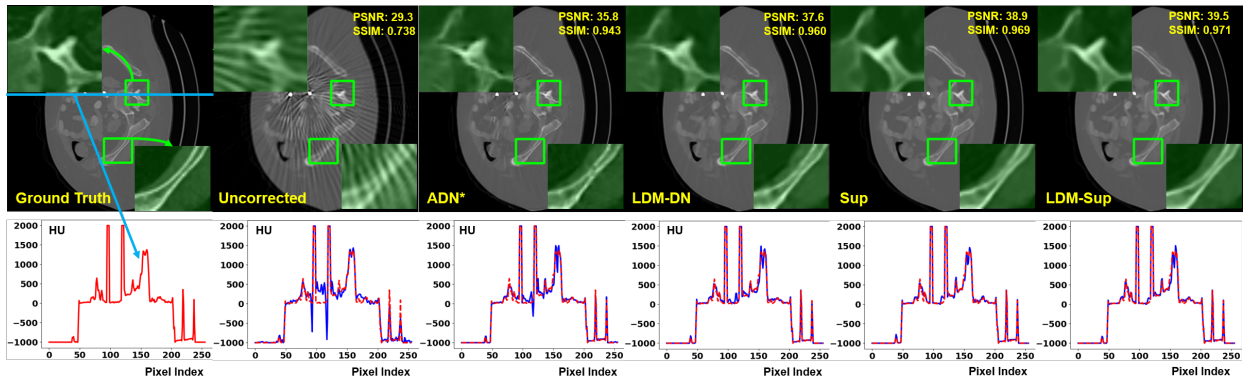 PSNR: 29.3
SSIM: 0.738
PSNR: 35.8
SSIM: 0.943
PSNR: 37.6
SSIM: 0.960
PSNR: 38.9
SSIM: 0.969
PSNR: 39.5
SSIM: 0.971
Ground Truth
Uncorrected
ADN*
LDM-DN
Sup
LDM-Sup
HU
2000
1500
1000
500
0
−500
−1000
0 50 100 150 200 250
Pixel Index
HU
2000
1500
1000
500
0
−500
−1000
0 50 100 150 200 250
Pixel Index
HU
2000
1500
1000
500
0
−500
−1000
0 50 100 150 200 250
Pixel Index
HU
2000
1500
1000
500
0
−500
−1000
0 50 100 150 200 250
Pixel Index
2000
1500
1000
500
0
−500
−1000
0 50 100 150 200 250
Pixel Index
2000
1500
1000
500
0
−500
−1000
0 50 100 150 200 250
Pixel Index